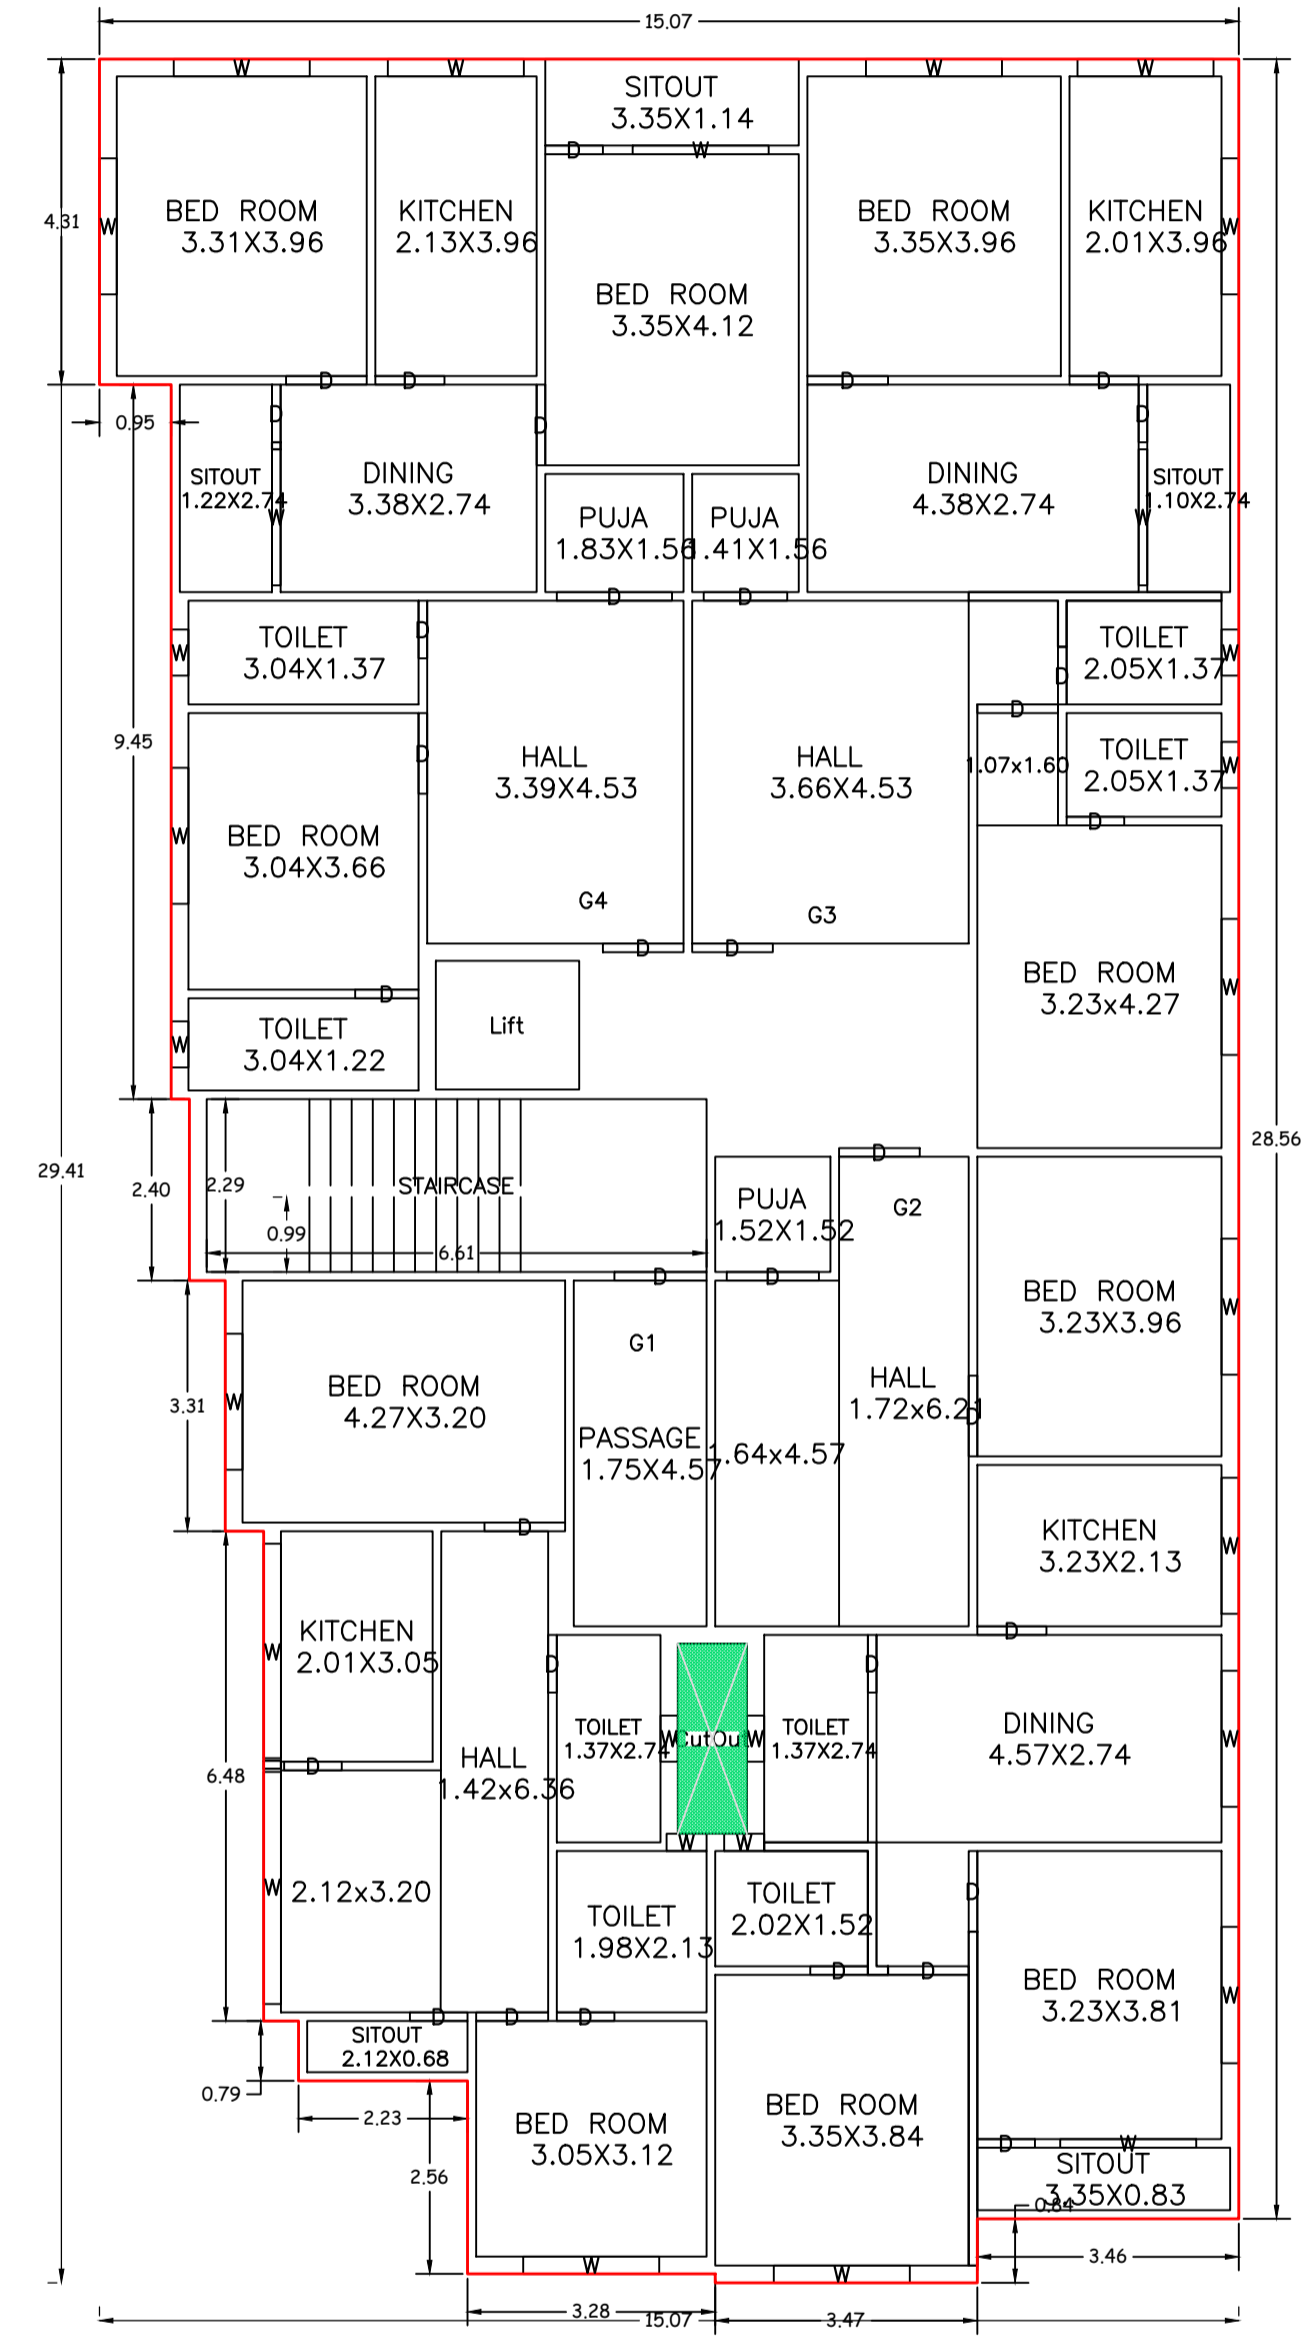 15.07
W
W
W
W
SITOUT
3.35X1.14
D
W
4.31
W
BED ROOM
3.31X3.96
KITCHEN
2.13X3.96
BED ROOM
3.35X4.12
BED ROOM
3.35X3.96
KITCHEN
2.01X3.96
W
D
D
D
D
0.95
D
D
D
SITOUT
1.22X2.74
W
DINING
3.38X2.74
PUJA
1.83X1.56
PUJA
1.41X1.56
DINING
4.38X2.74
W
SITOUT
1.10X2.74
D
D
W
TOILET
3.04X1.37
D
D
TOILET
2.05X1.37
W
D
9.45
W
BED ROOM
3.04X3.66
D
HALL
3.39X4.53
HALL
3.66X4.53
1.07x1.60
TOILET
2.05X1.37
W
D
G4
G3
D
D
BED ROOM
3.23x4.27
W
D
W
TOILET
3.04X1.22
Lift
29.41
28.56
2.40
2.29
0.99
STAIRCASE
6.61
D
PUJA
1.52X1.52
G2
D
D
BED ROOM
3.23X3.96
W
D
3.31
W
BED ROOM
4.27X3.20
G1
PASSAGE
1.75X4.57
.64x4.57
HALL
1.72x6.21
D
KITCHEN
3.23X2.13
W
D
KITCHEN
2.01X3.05
W
D
D
D
6.48
HALL
1.42x6.36
TOILET
1.37X2.74
W
CutOut
W
TOILET
1.37X2.74
DINING
4.57X2.74
W
W
W
W
2.12x3.20
TOILET
1.98X2.13
TOILET
2.02X1.52
D
D
D
BED ROOM
3.23X3.81
W
D
D
D
SITOUT
2.12X0.68
0.79
2.23
2.56
BED ROOM
3.05X3.12
W
BED ROOM
3.35X3.84
W
D
W
SITOUT
3.35X0.83
0.84
3.46
3.28
15.07
3.47